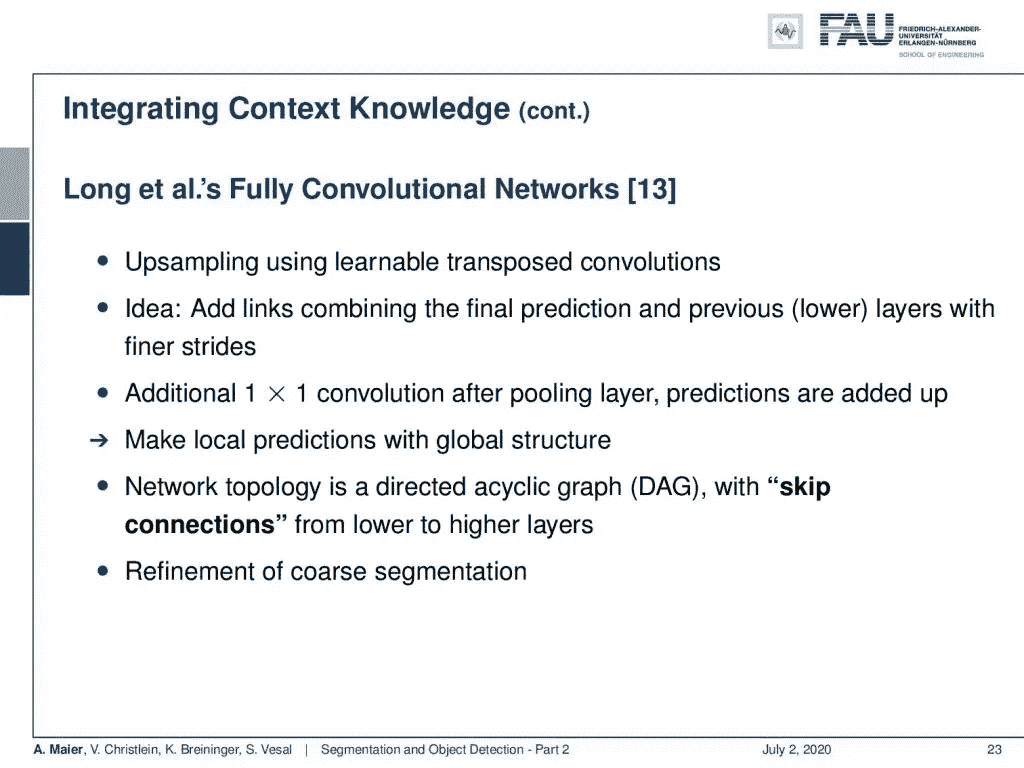 FAU
FRIEDRICH-ALEXANDER-
UNIVERSITÄT
ERLANGEN-NÜRNBERG
SCHOOL OF ENGINEERING
Integrating Context Knowledge (cont.)
Long et al.’s Fully Convolutional Networks [13]
• Upsampling using learnable transposed convolutions
• Idea: Add links combining the final prediction and previous (lower) layers with
finer strides
• Additional 1 × 1 convolution after pooling layer, predictions are added up
➔ Make local predictions with global structure
• Network topology is a directed acyclic graph (DAG), with “skip
connections” from lower to higher layers
• Refinement of coarse segmentation
A. Maier, V. Christlein, K. Breininger, S. Vesal | Segmentation and Object Detection - Part 2 July 2, 2020 23